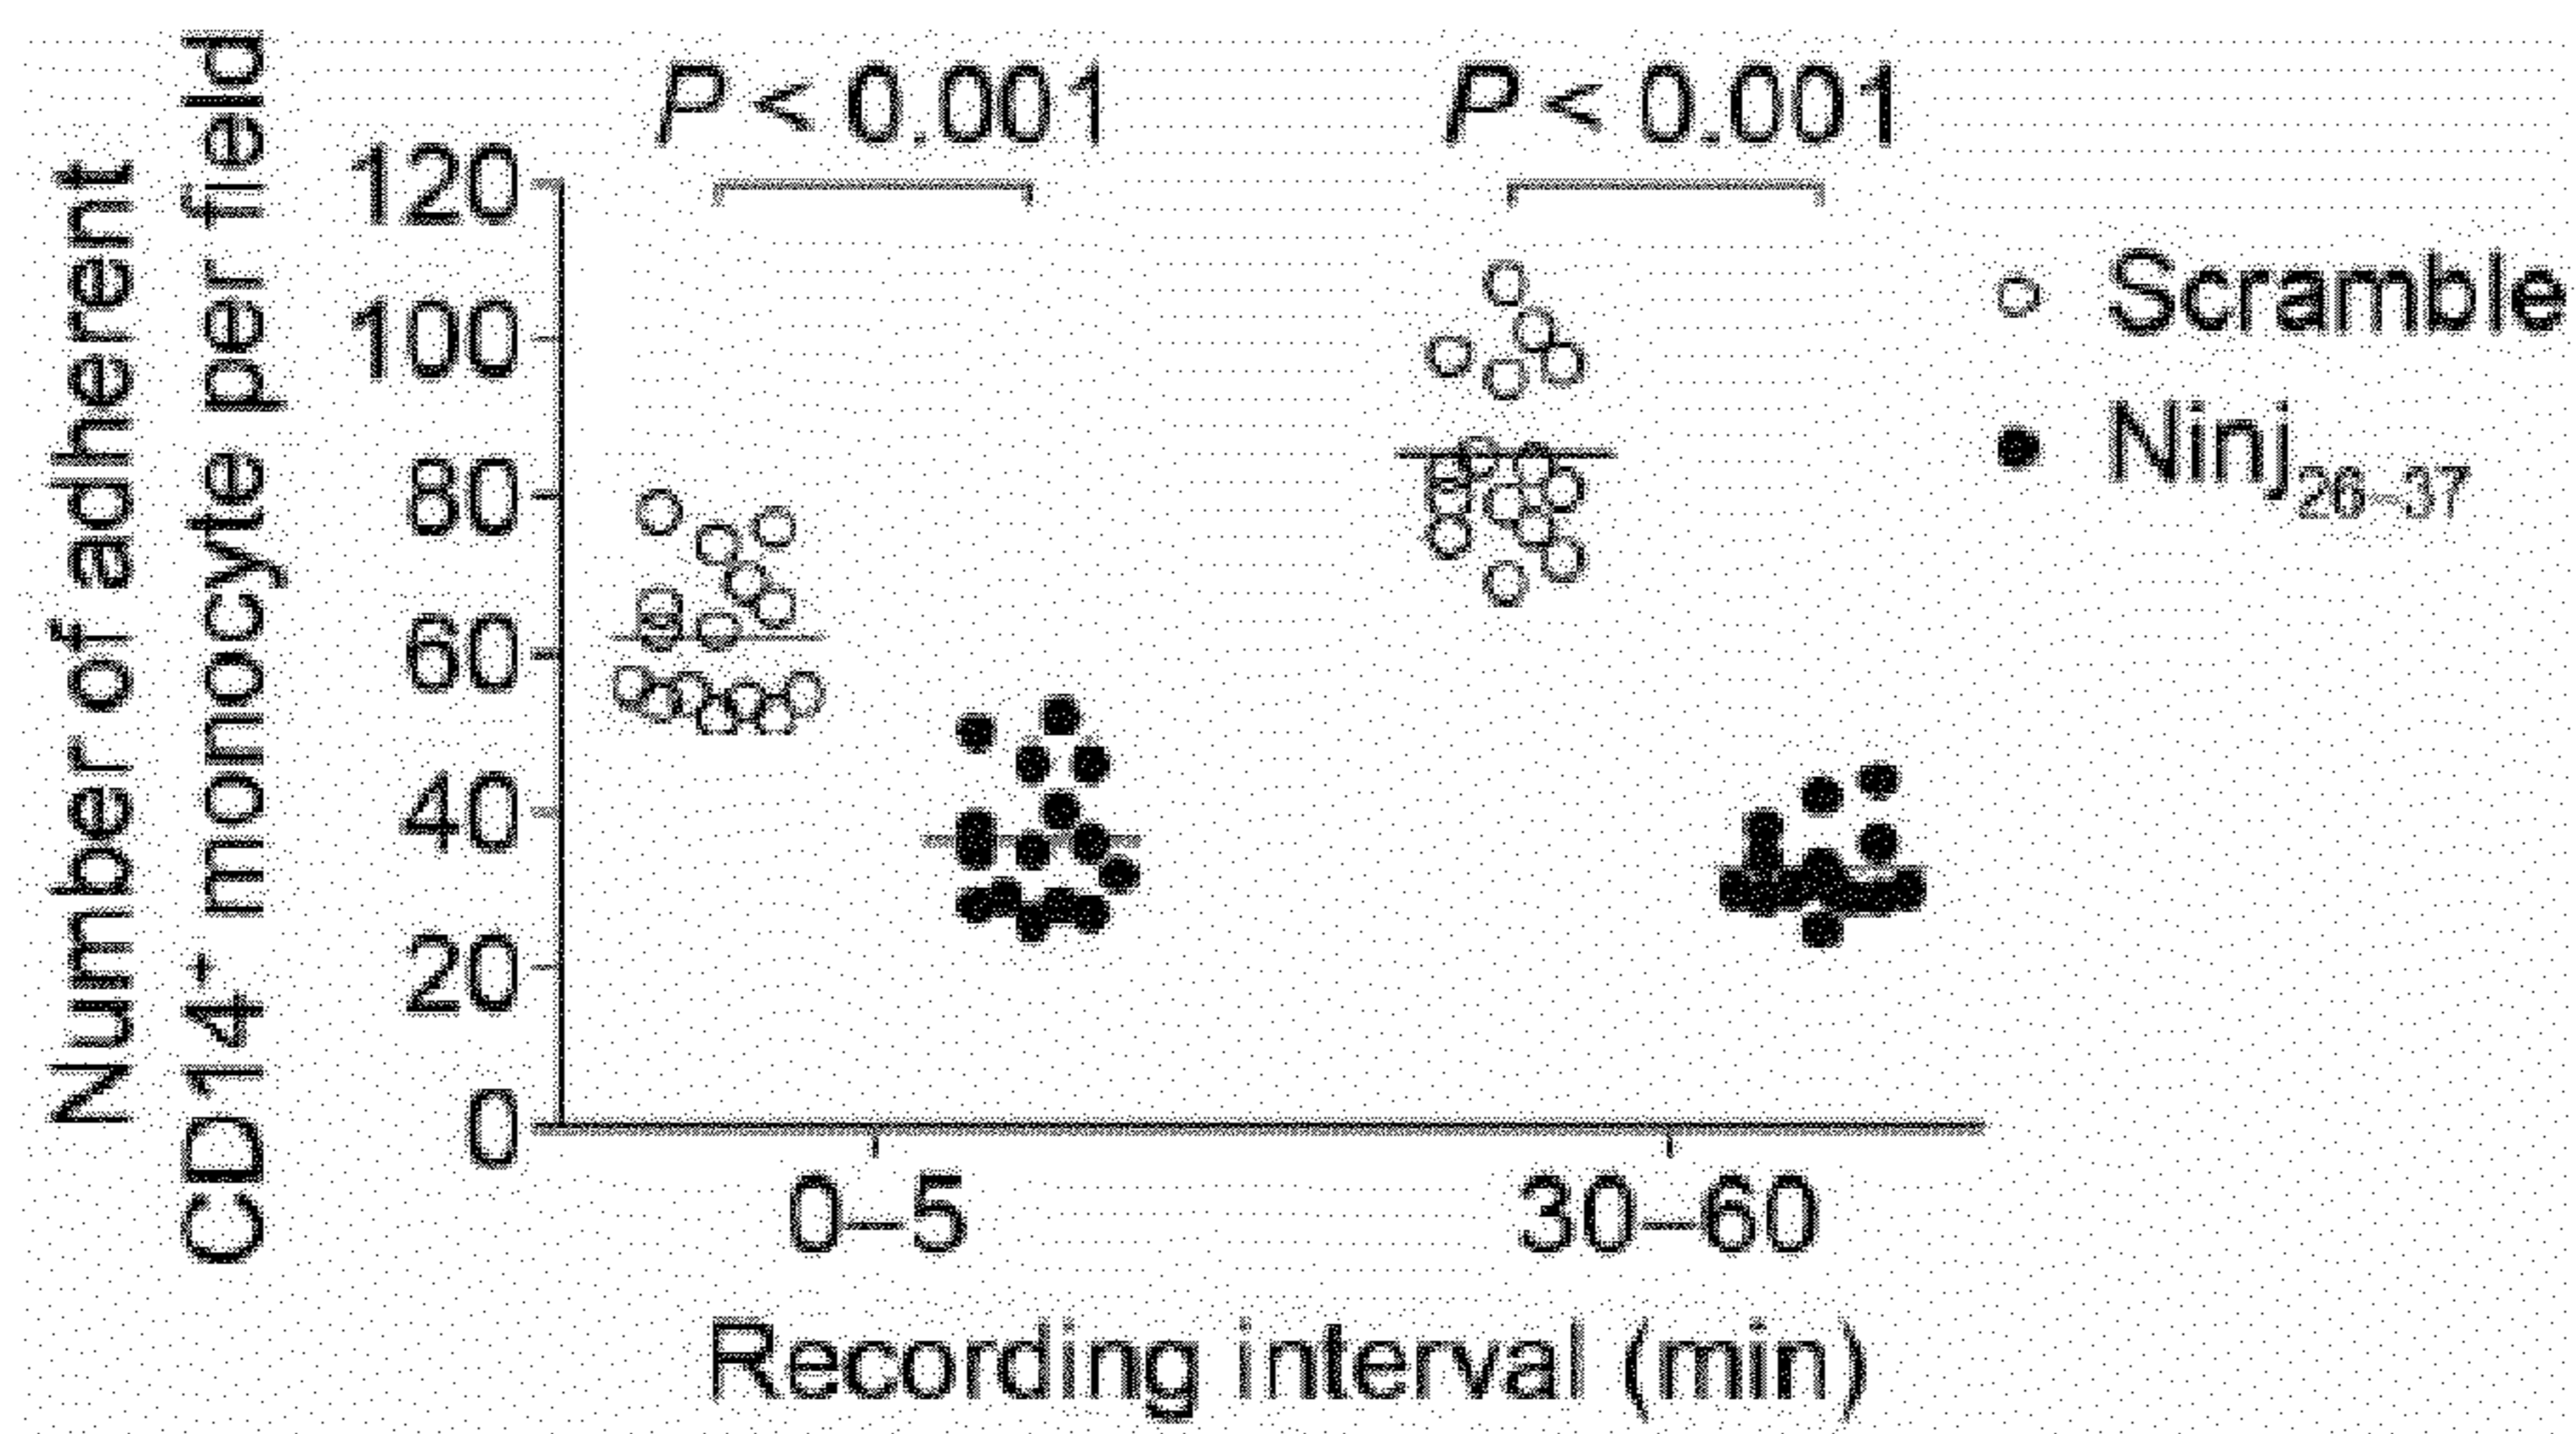 Number of adherent
CD14+ monocyte per field
P < 0.001
P < 0.001
120
100
80
60
40
20
0
0–5
30–60
Recording interval (min)
Scramble
Ninj26–37